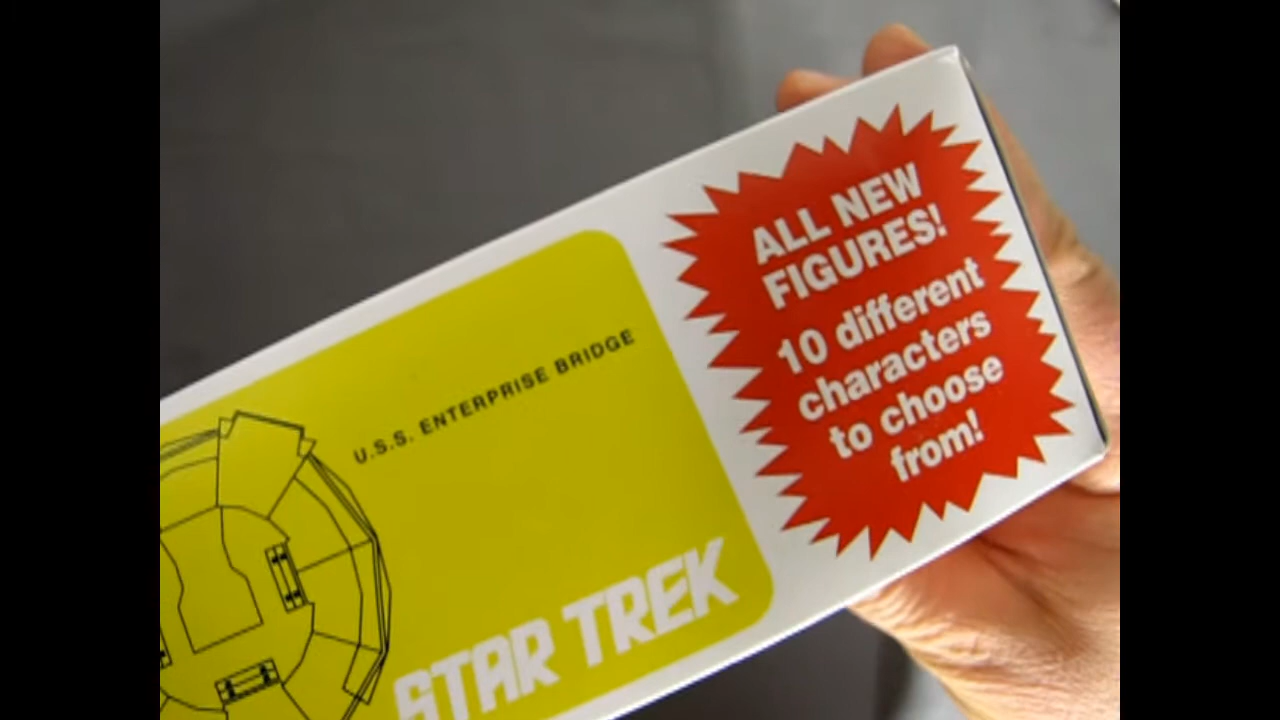 U.S.S. ENTERPRISE BRIDGE
STAR TREK
ALL NEW
FIGURES!
10 different
characters
to choose
from!